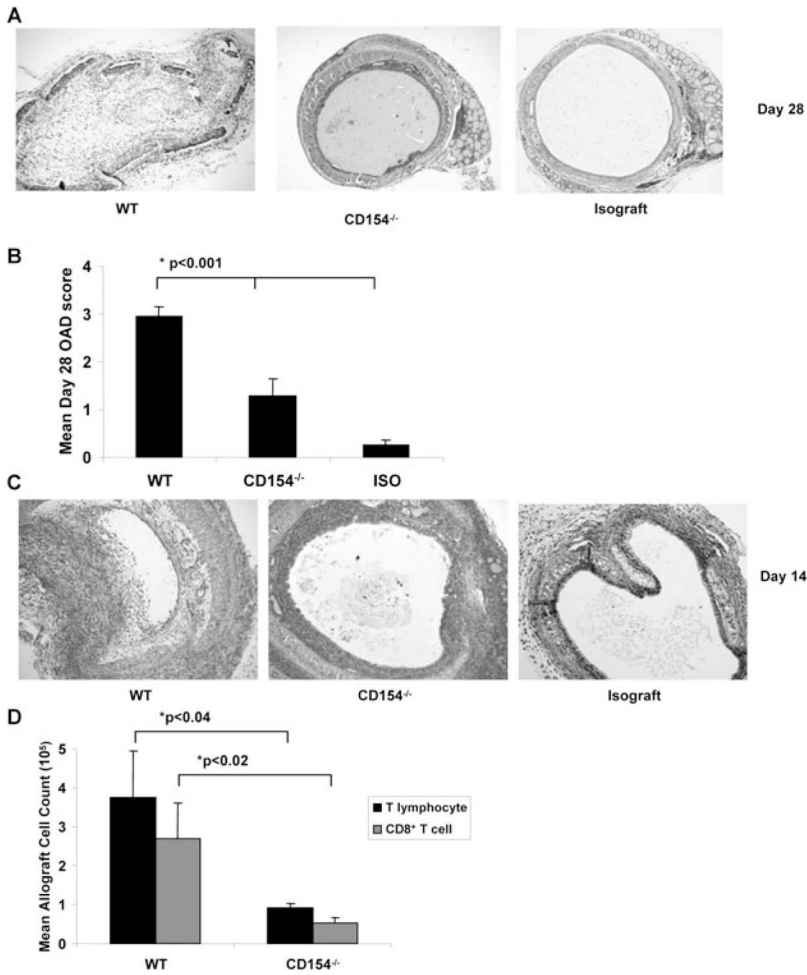 A
Day 28
WT
CD154-/-
Isograft
B
* p<0.001
Mean Day 28 OAD score
4
3
2
1
0
WT
CD154-/-
ISO
C
Day 14
WT
CD154-/-
Isograft
D
*p<0.04
*p<0.02
Mean Allograft Cell Count (10⁵)
5
4
3
2
1
0
T lymphocyte
CD8⁺ T cell
WT
CD154-/-